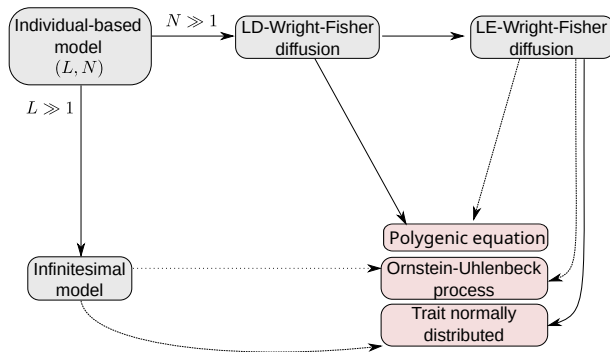 Individual-based
model
(L, N)
N ≫ 1
LD-Wright-Fisher
diffusion
LE-Wright-Fisher
diffusion
L ≫ 1
Polygenic equation
Infinitesimal
model
Ornstein-Uhlenbeck
process
Trait normally
distributed